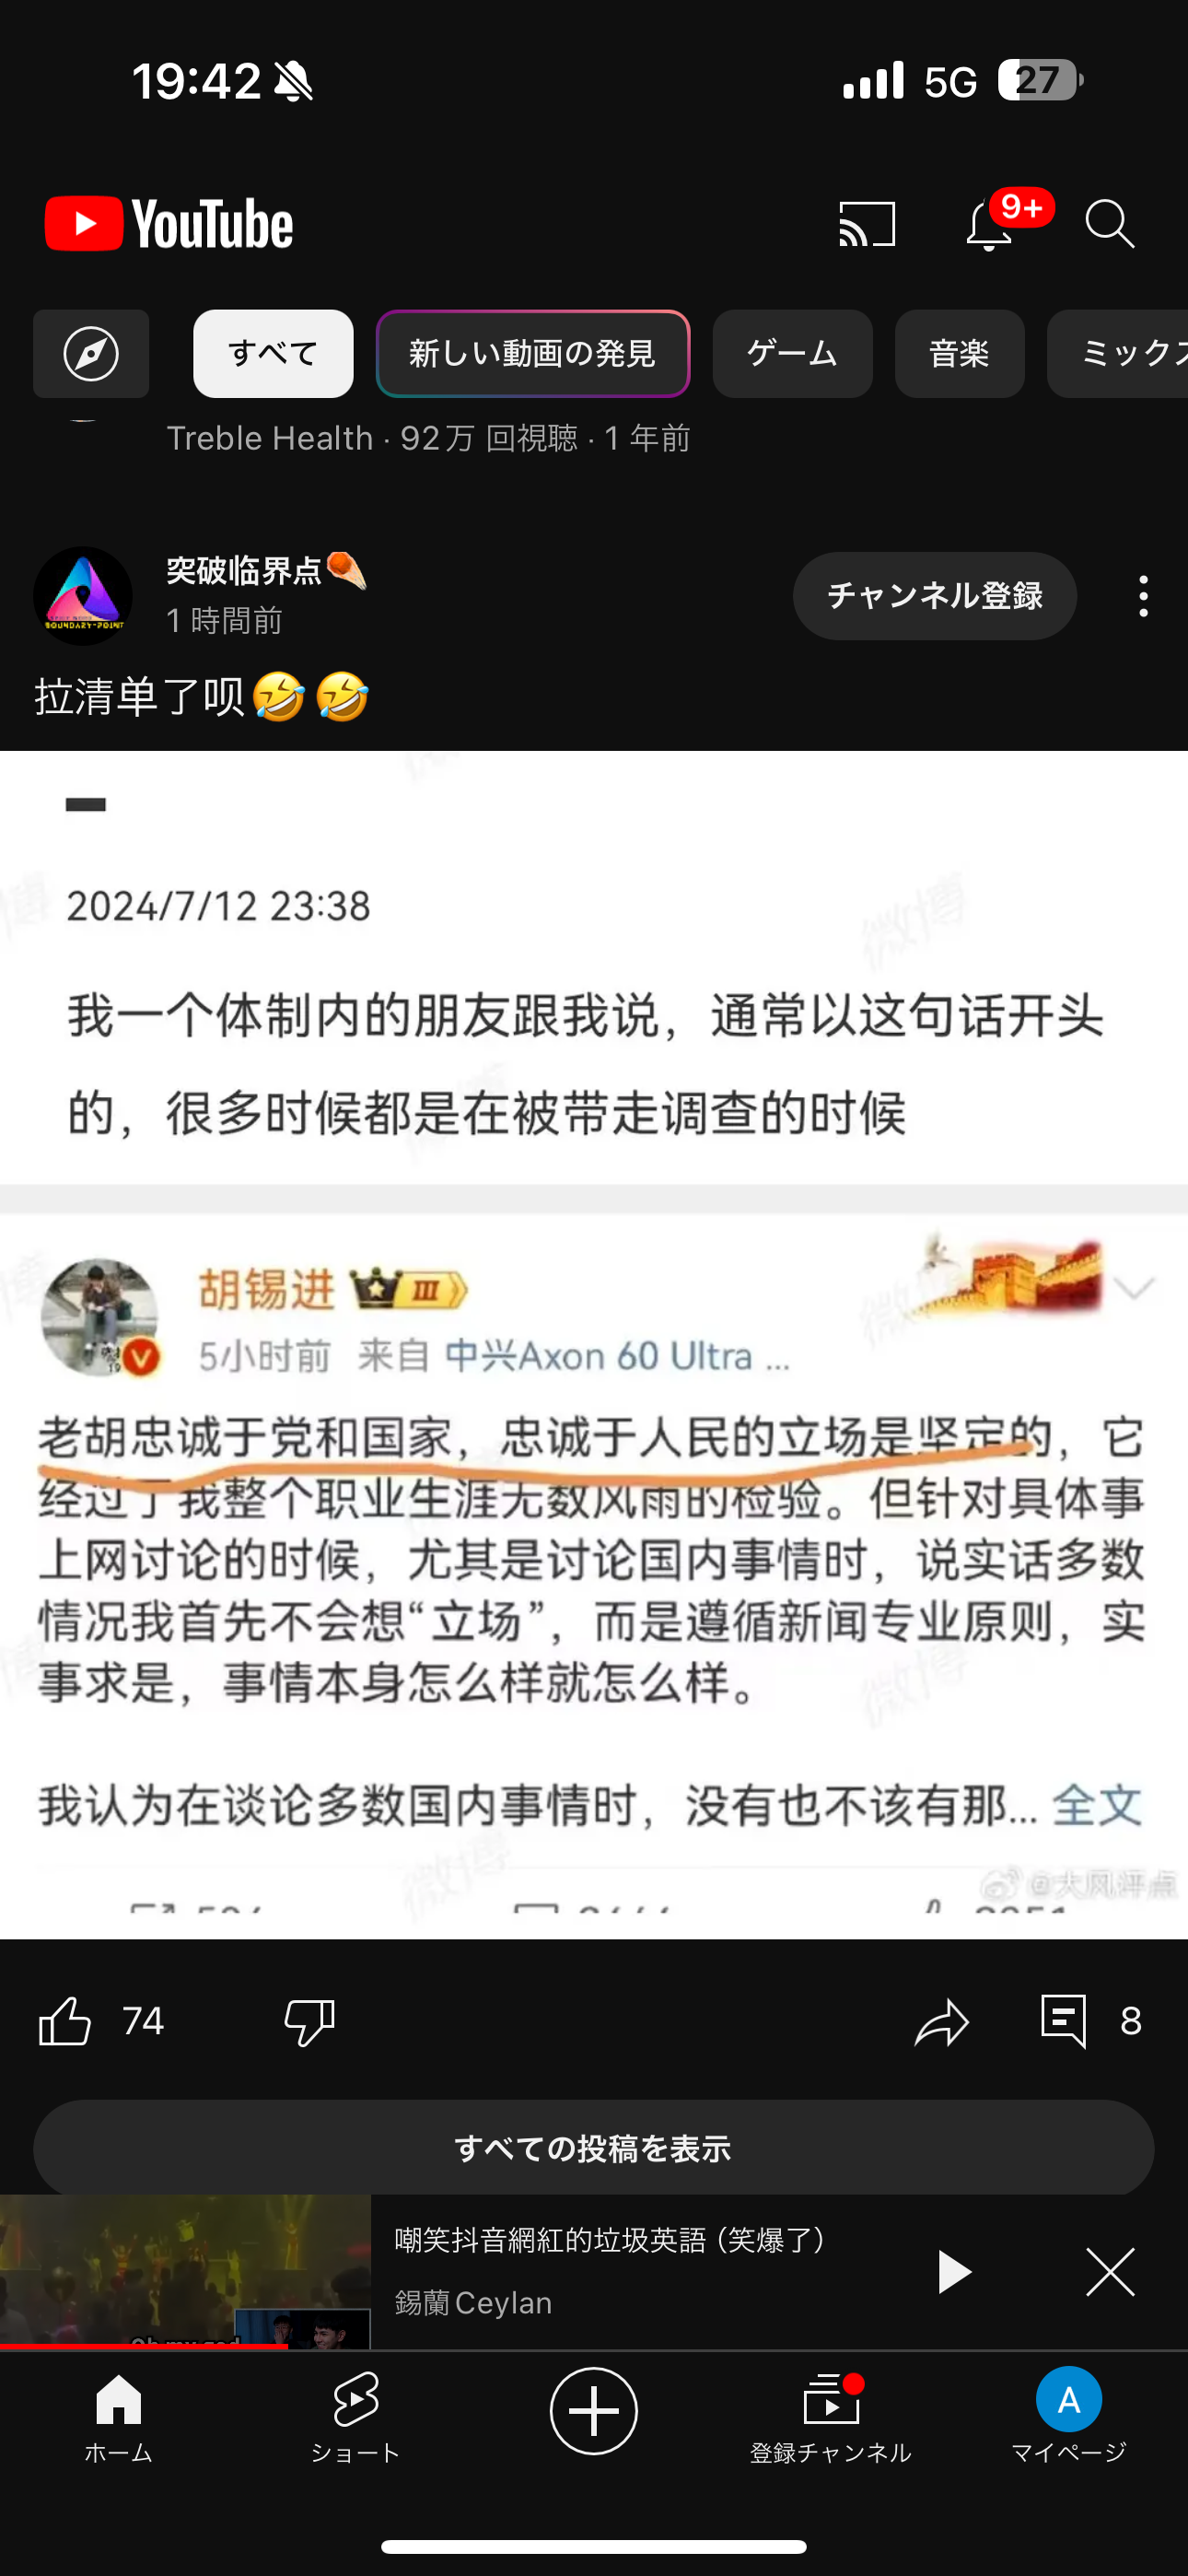 19:42
5G 27
YouTube
9+
すべて 新しい動画の発見 ゲーム 音楽 ミックス
Treble Health · 92万 回視聴 · 1 年前
突破临界点
1 時間前
チャンネル登録
BOUNDARY-POINT
拉清单了呗🤣🤣
2024/7/12 23:38
我一个体制内的朋友跟我说，通常以这句话开头
的，很多时候都是在被带走调查的时候
胡锡进 III
5小时前 来自 中兴Axon 60 Ultra ...
老胡忠诚于党和国家，忠诚于人民的立场是坚定的，它
经过了我整个职业生涯无数风雨的检验。但针对具体事
上网讨论的时候，尤其是讨论国内事情时，说实话多数
情况我首先不会想“立场”，而是遵循新闻专业原则，实
事求是，事情本身怎么样就怎么样。
我认为在谈论多数国内事情时，没有也不该有那... 全文
@大风评点
微博
74
8
すべての投稿を表示
嘲笑抖音網紅的垃圾英語（笑爆了）
錫蘭Ceylan
Oh my god
ホーム
ショート
登録チャンネル
A
マイページ